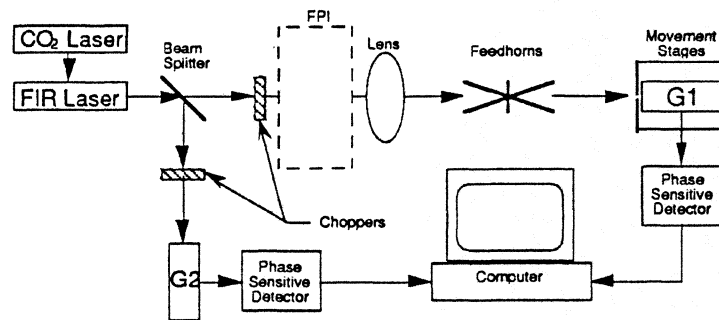 CO₂ Laser
FIR Laser
Beam
Splitter
FPI
Lens
Feedhorns
Movement
Stages
G1
Phase
Sensitive
Detector
Choppers
G2
Phase
Sensitive
Detector
Computer